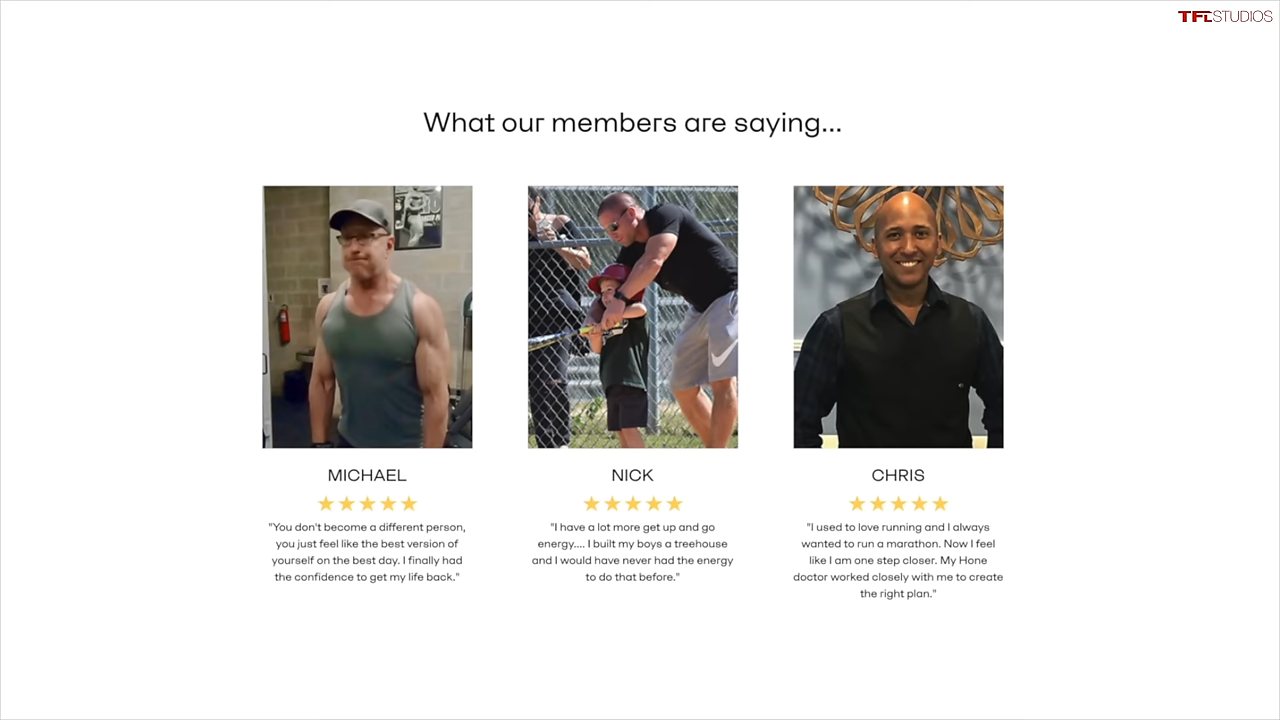 TFLSTUDIOS
What our members are saying...
MICHAEL
"You don't become a different person,
you just feel like the best version of
yourself on the best day. I finally had
the confidence to get my life back."
NICK
"I have a lot more get up and go
energy.... I built my boys a treehouse
and I would have never had the energy
to do that before."
CHRIS
"I used to love running and I always
wanted to run a marathon. Now I feel
like I am one step closer. My Hone
doctor worked closely with me to create
the right plan."